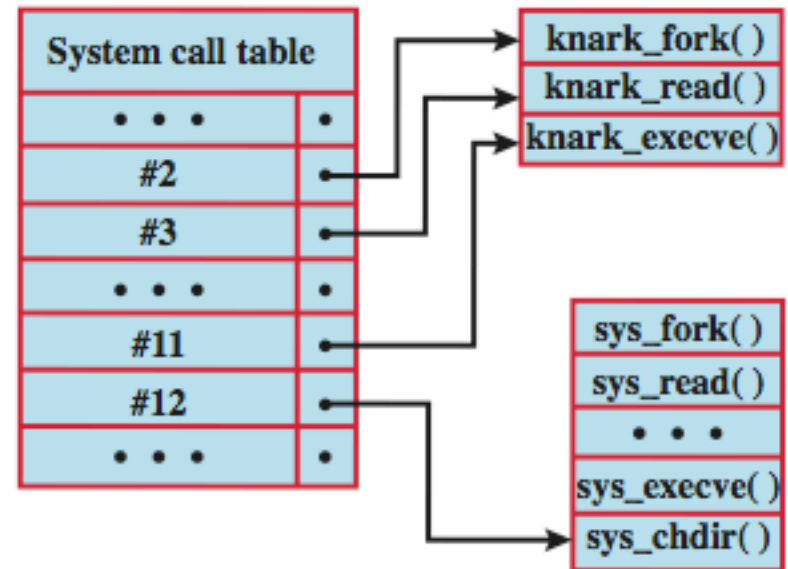 System call table
• • • •
#2
#3
• • • •
#11
#12
• • • •
knark_fork( )
knark_read( )
knark_execve( )
sys_fork( )
sys_read( )
• • •
sys_execve( )
sys_chdir( )